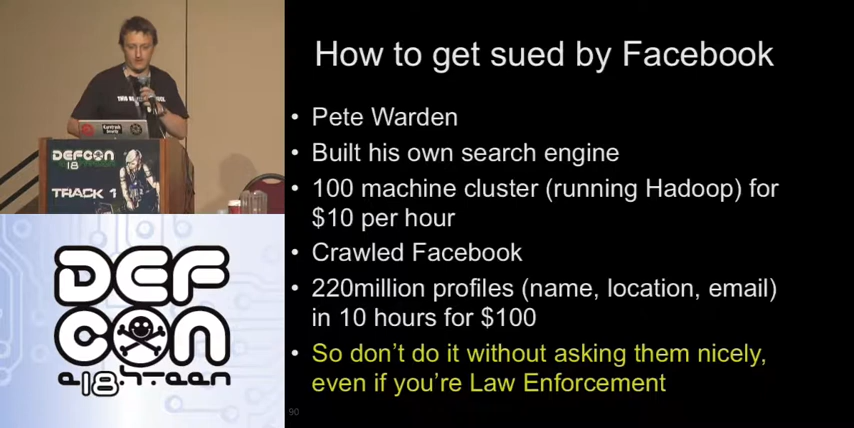 How to get sued by Facebook
• Pete Warden
• Built his own search engine
• 100 machine cluster (running Hadoop) for
$10 per hour
• Crawled Facebook
• 220million profiles (name, location, email)
in 10 hours for $100
• So don't do it without asking them nicely,
even if you're Law Enforcement
90
DEFCON
18
TRACK 1
DEF
CON
e18hteen